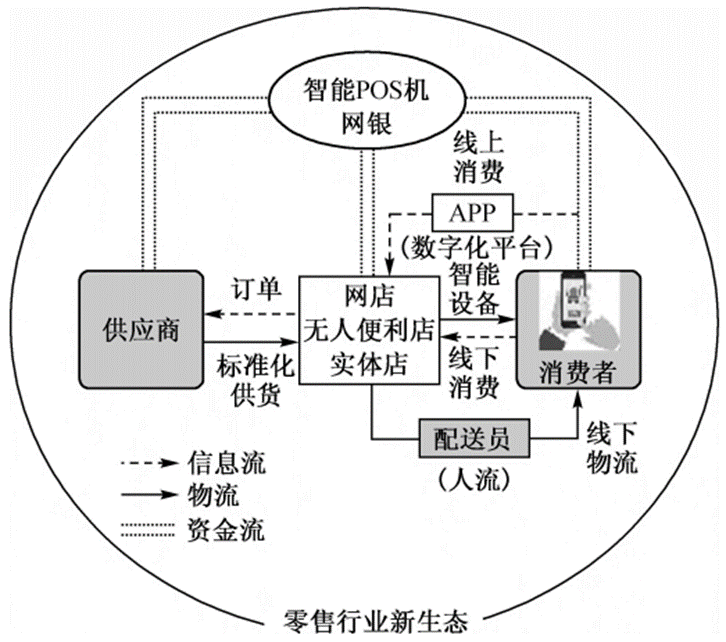 智能POS机
网银
线上
消费
APP
(数字化平台)
智能
设备
订单
网店
无人便利店
实体店
供应商
标准化
供货
线下
消费
消费者
配送员
(人流)
线下
物流
信息流
物流
资金流
零售行业新生态